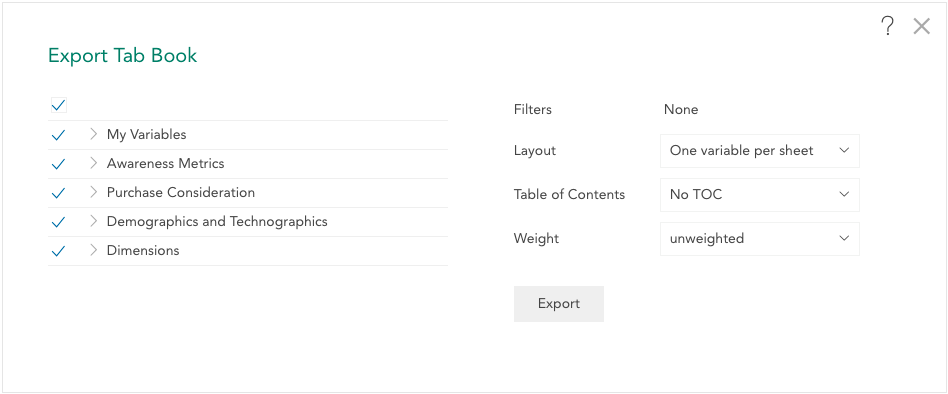 ?
Export Tab Book
My Variables
Awareness Metrics
Purchase Consideration
Demographics and Technographics
Dimensions
Filters None
Layout One variable per sheet
Table of Contents No TOC
Weight unweighted
Export